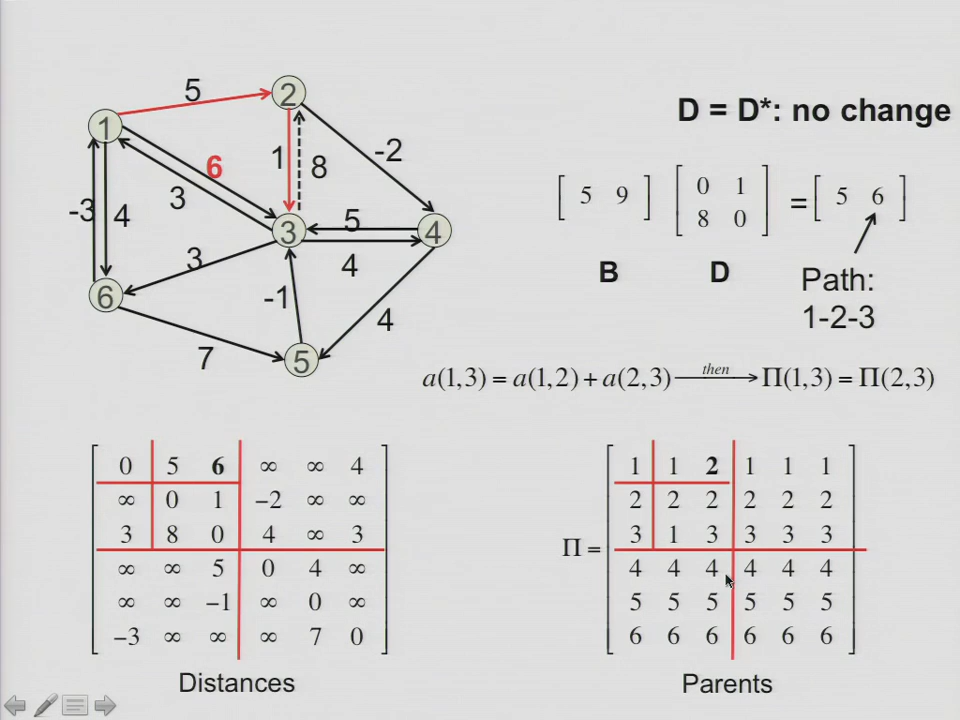 5
2
1
6
1
8
-2
3
-3
4
3
5
4
3
4
6
-1
4
7
5
D = D*: no change
[ 5 9 ] [ 0 1
8 0 ] = [ 5 6 ]
B D
Path:
1-2-3
a(1,3) = a(1,2) + a(2,3) then Π(1,3) = Π(2,3)
0 5 6 ∞ ∞ 4
∞ 0 1 −2 ∞ ∞
3 8 0 4 ∞ 3
∞ ∞ 5 0 4 ∞
∞ ∞ −1 ∞ 0 ∞
−3 ∞ ∞ ∞ 7 0
Distances
Π =
1 1 2 1 1 1
2 2 2 2 2 2
3 1 3 3 3 3
4 4 4 4 4 4
5 5 5 5 5 5
6 6 6 6 6 6
Parents